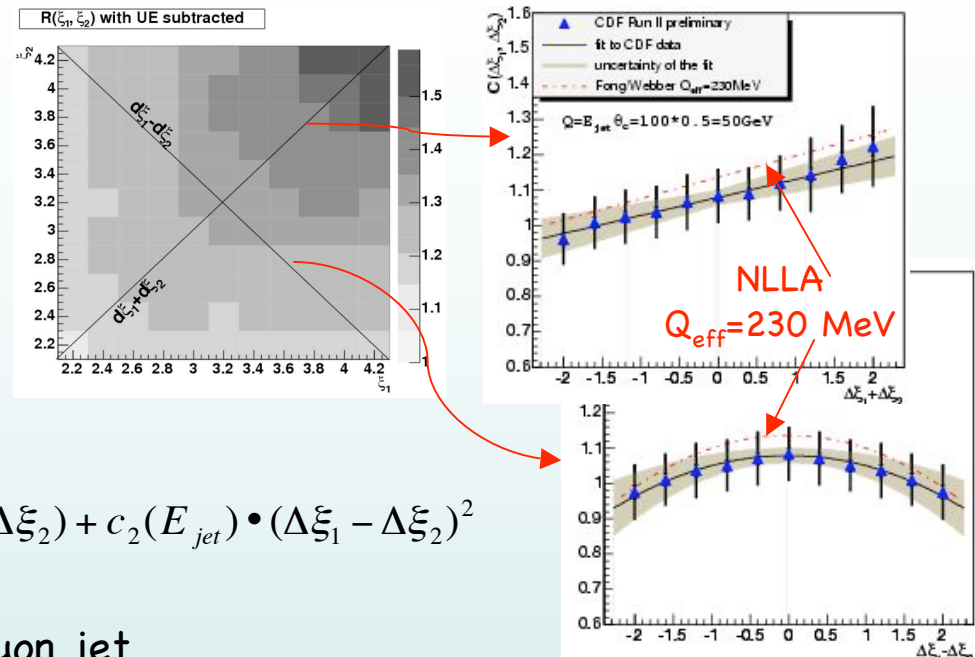 R(ξ₁, ξ₂) with UE subtracted
ξ₂
4.2
4
3.8
3.6
3.4
3.2
3
2.8
2.6
2.4
2.2
dξ₁-dξ₂
dξ₁+dξ₂
2.2 2.4 2.6 2.8 3 3.2 3.4 3.6 3.8 4 4.2
ξ₁
1.5
1.4
1.3
1.2
1.1
1
C(Δξ₁, Δξ₂)
1.6
1.5
1.4
1.3
1.2
1.1
1
0.9
0.8
0.7
0.6
CDF Run II preliminary
fit to CDF data
uncertainty of the fit
Fong/Webber Q_eff=230MeV
Q=E_jet θ_c=100*0.5=50GeV
-2 -1.5 -1 -0.5 0 0.5 1 1.5 2
Δξ₁+Δξ₂
NLLA
Q_eff=230 MeV
1.2
1.1
1
0.9
0.8
0.7
0.6
-2 -1.5 -1 -0.5 0 0.5 1 1.5 2
Δξ₁-Δξ₂
Δξ₂) + c₂(E_jet) • (Δξ₁ − Δξ₂)²
uon jet